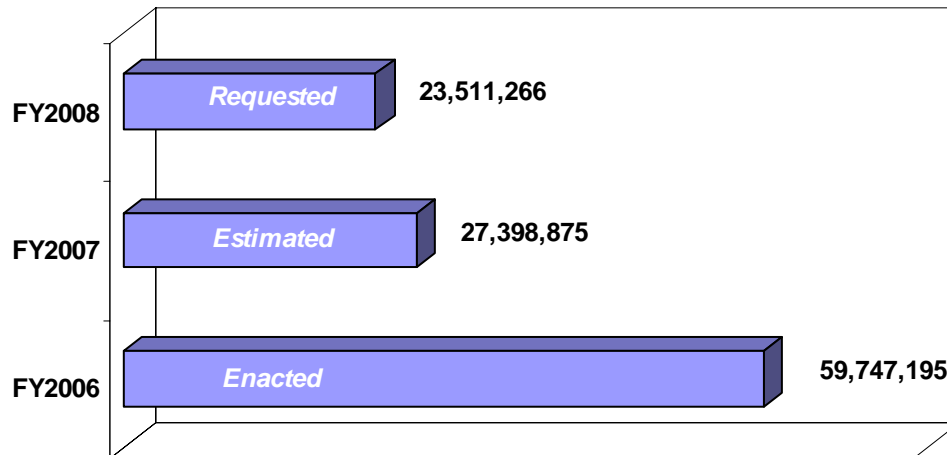 FY2008
Requested
23,511,266
FY2007
Estimated
27,398,875
FY2006
Enacted
59,747,195